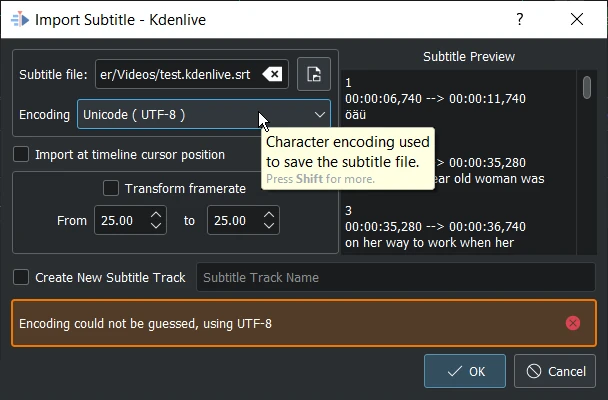 Import Subtitle - Kdenlive
Subtitle Preview
Subtitle file: er/Videos/test.kdenlive.srt
Encoding Unicode ( UTF-8 )
Character encoding used
to save the subtitle file.
Press Shift for more.
Import at timeline cursor position
Transform framerate
From 25.00 to 25.00
1
00:00:06,740 --> 00:00:11,740
öäü
--> 00:00:35,280
ear old woman was
3
00:00:35,280 --> 00:00:36,740
on her way to work when her
Create New Subtitle Track Subtitle Track Name
Encoding could not be guessed, using UTF-8
OK
Cancel